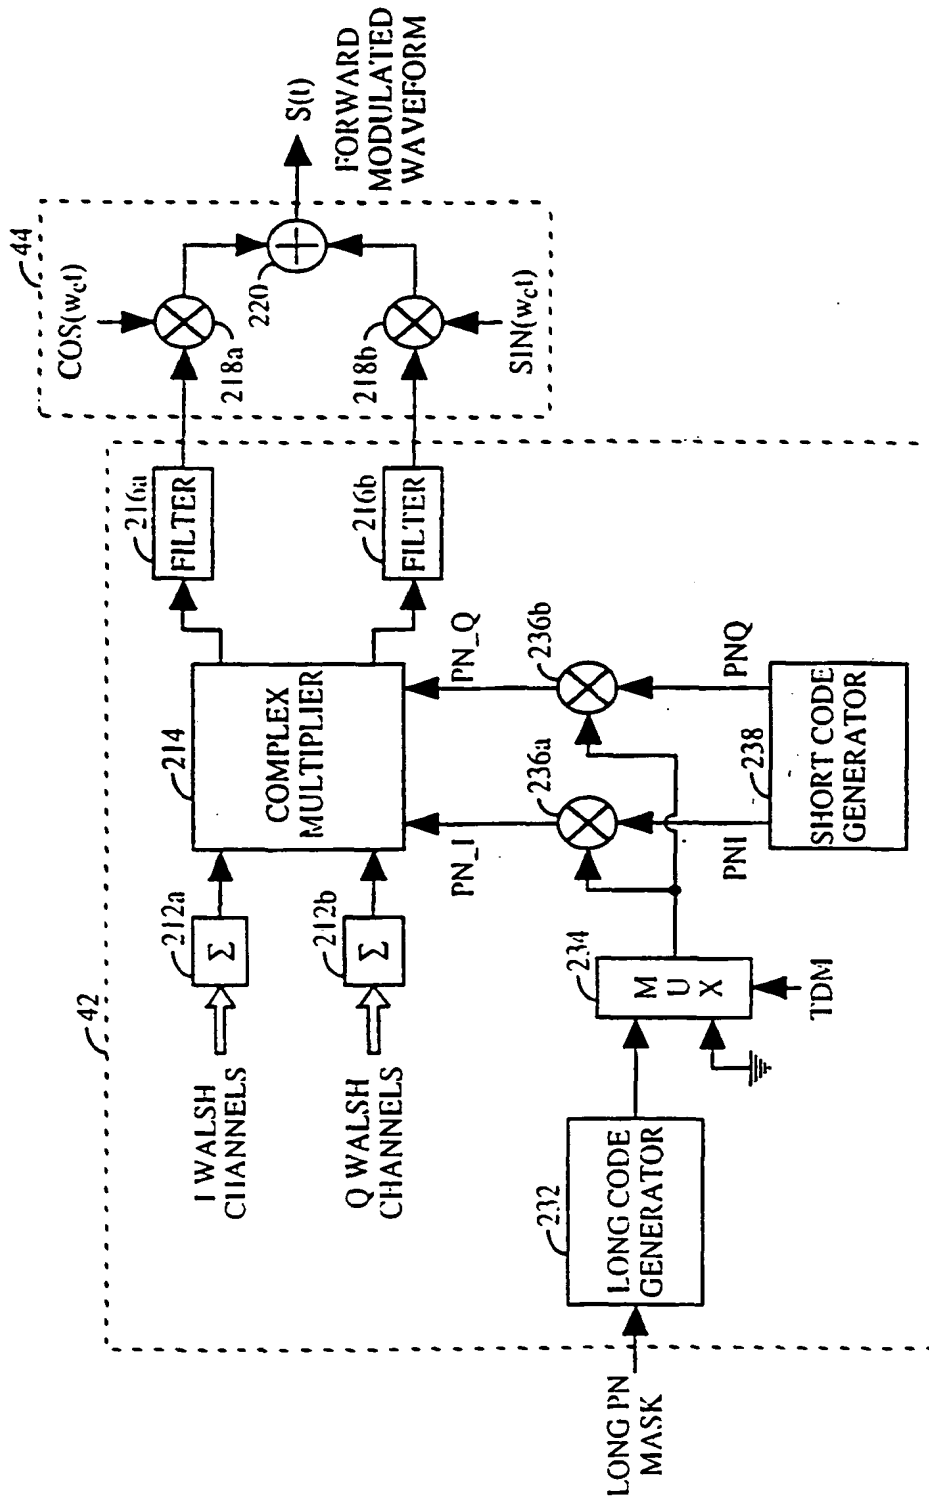 42
44
I WALSH
CHANNELS
212a
Σ
Q WALSH
CHANNELS
212b
Σ
214
COMPLEX
MULTIPLIER
216a
FILTER
216b
FILTER
COS(wct)
218a
218b
SIN(wct)
220
S(t)
FORWARD
MODULATED
WAVEFORM
PN_I
PN_Q
236a
236b
LONG PN
MASK
232
LONG CODE
GENERATOR
234
M
U
X
TDM
PNI
PNQ
238
SHORT CODE
GENERATOR